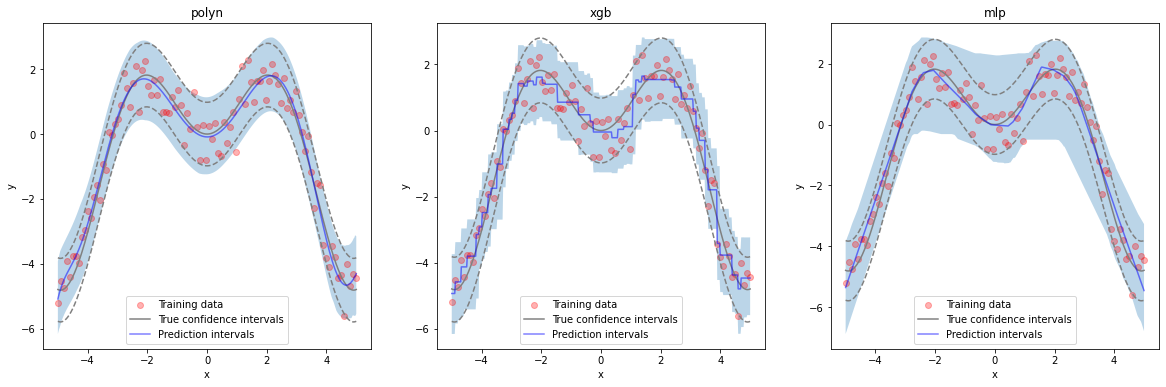 polyn
y
2
0
−2
−4
−6
−4
−2
0
2
4
x
Training data
True confidence intervals
Prediction intervals
xgb
y
2
0
−2
−4
−6
−4
−2
0
2
4
x
Training data
True confidence intervals
Prediction intervals
mlp
y
2
0
−2
−4
−6
−4
−2
0
2
4
x
Training data
True confidence intervals
Prediction intervals